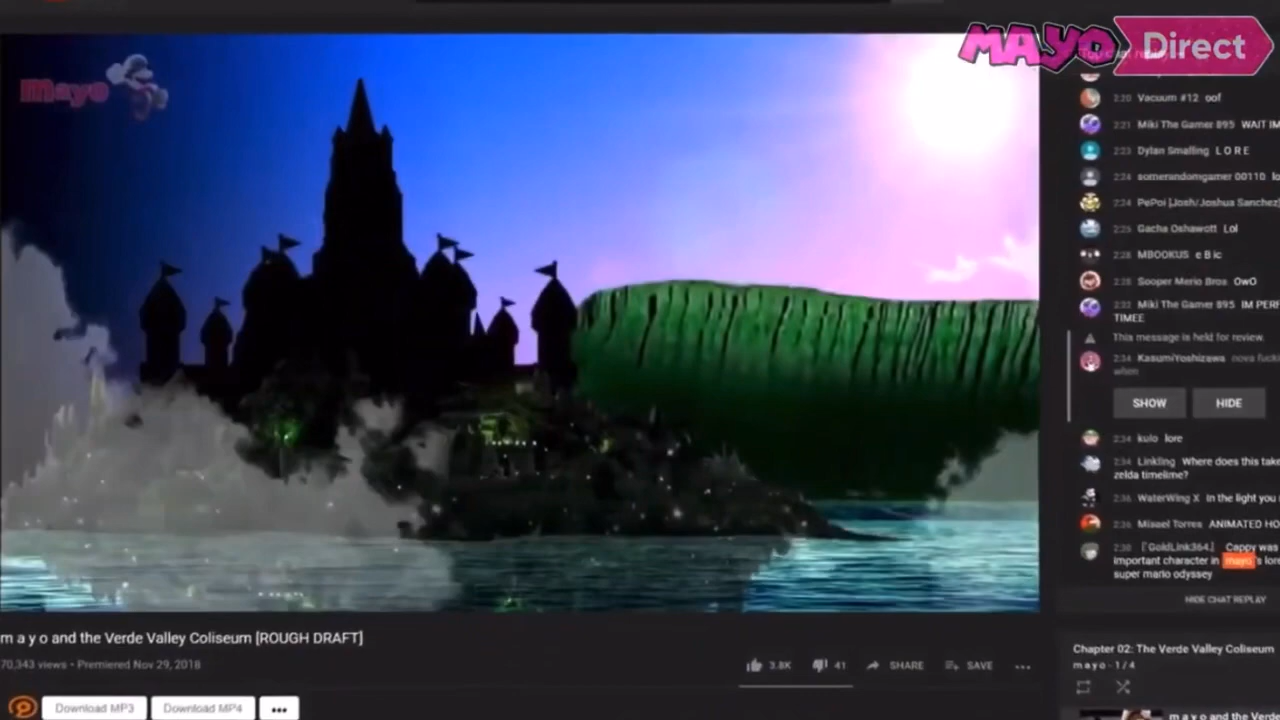 MAYO Direct
mayo
2:20 Vacuum #12 oof
2:21 Miki The Gamer 895 WAIT IM
2:23 Dylan Smalling L O R E
2:24 somerandomgamer 00110 lo
2:24 PePoi [Josh/Joshua Sanchez]
2:25 Gacha Oshawott Lol
2:28 MBOOKUS e B ic
2:28 Sooper Merio Bros OwO
2:32 Miki The Gamer 895 IM PERF
TIMEE
This message is held for review.
2:34 KasumiYoshizawa nova fuck
when
SHOW HIDE
2:34 kulo lore
2:34 Linkling Where does this take
zelda timeline?
2:36 WaterWing X In the light you
2:36 Misael Torres ANIMATED HO
2:38 [GoldLink364.] Cappy was
important character in mayo's lore
super mario odyssey
HIDE CHAT REPLAY
m a y o and the Verde Valley Coliseum [ROUGH DRAFT]
70,343 views • Premiered Nov 29, 2018
3.8K 41 SHARE SAVE
Download MP3 Download MP4
Chapter 02: The Verde Valley Coliseum
m a y o - 1 / 4
m a y o and the Verde